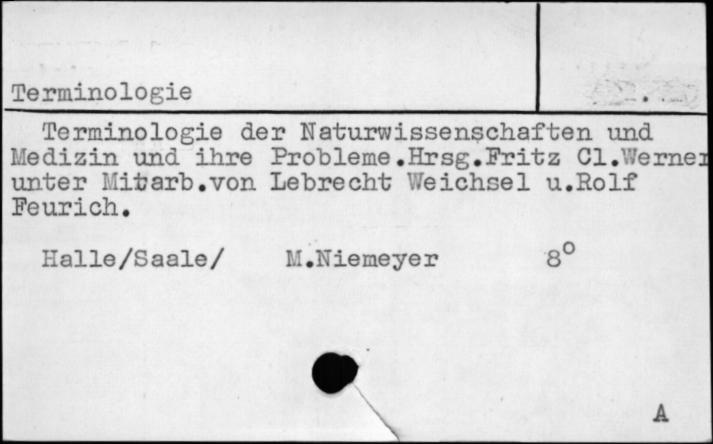 Terminologie
Terminologie der Naturwissenschaften und
Medizin und ihre Probleme.Hrsg.Fritz Cl.Werner
unter Mitarb.von Lebrecht Weichsel u.Rolf
Feurich.
Halle/Saale/ M.Niemeyer 8°
A